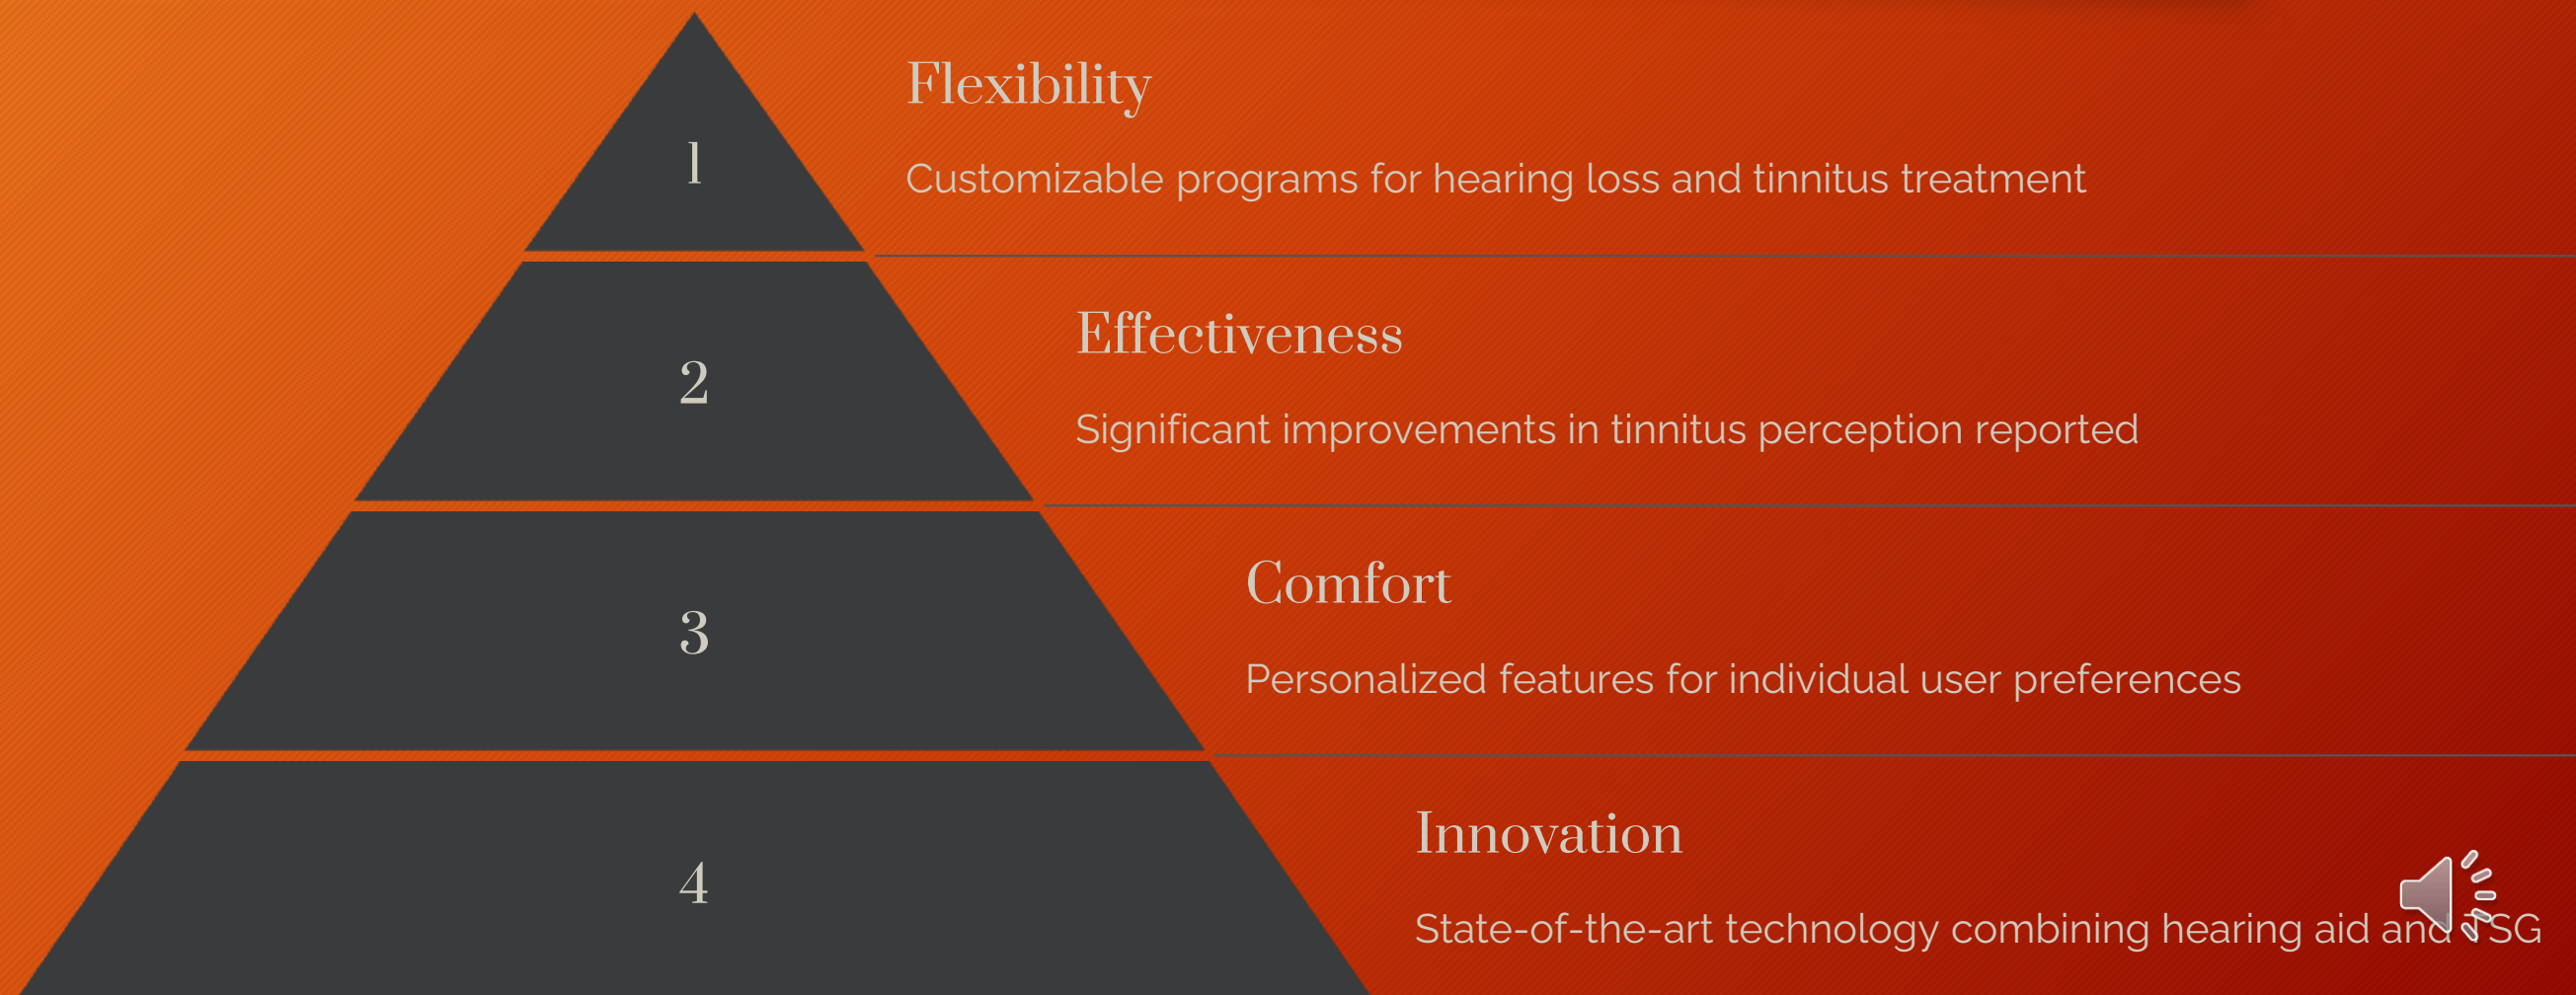 1
Flexibility
Customizable programs for hearing loss and tinnitus treatment
2
Effectiveness
Significant improvements in tinnitus perception reported
3
Comfort
Personalized features for individual user preferences
4
Innovation
State-of-the-art technology combining hearing aid and TSG